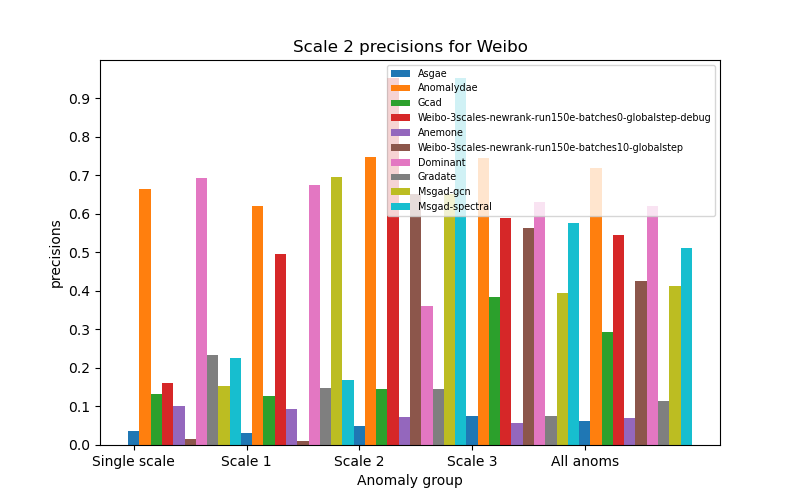 Scale 2 precisions for Weibo
precisions
0.9
0.8
0.7
0.6
0.5
0.4
0.3
0.2
0.1
0.0
Asgae
Anomalydae
Gcad
Weibo-3scales-newrank-run150e-batches0-globalstep-debug
Anemone
Weibo-3scales-newrank-run150e-batches10-globalstep
Dominant
Gradate
Msgad-gcn
Msgad-spectral
Single scale
Scale 1
Scale 2
Scale 3
All anoms
Anomaly group